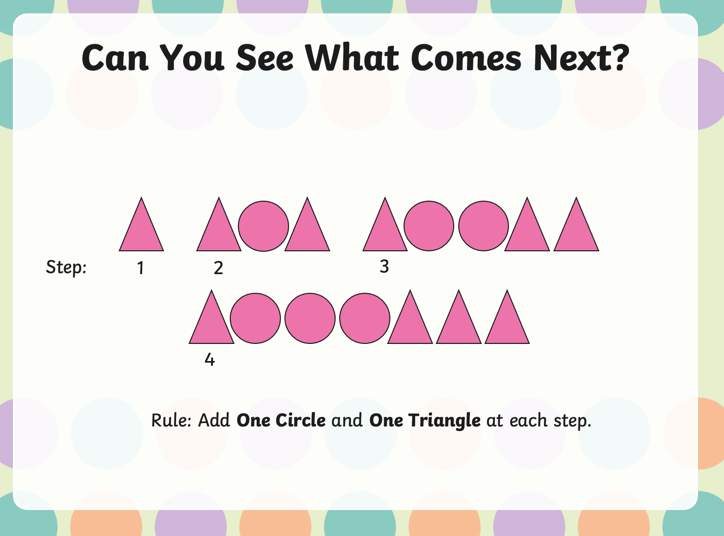 Can You See What Comes Next?
Step: 1 2 3
4
Rule: Add One Circle and One Triangle at each step.